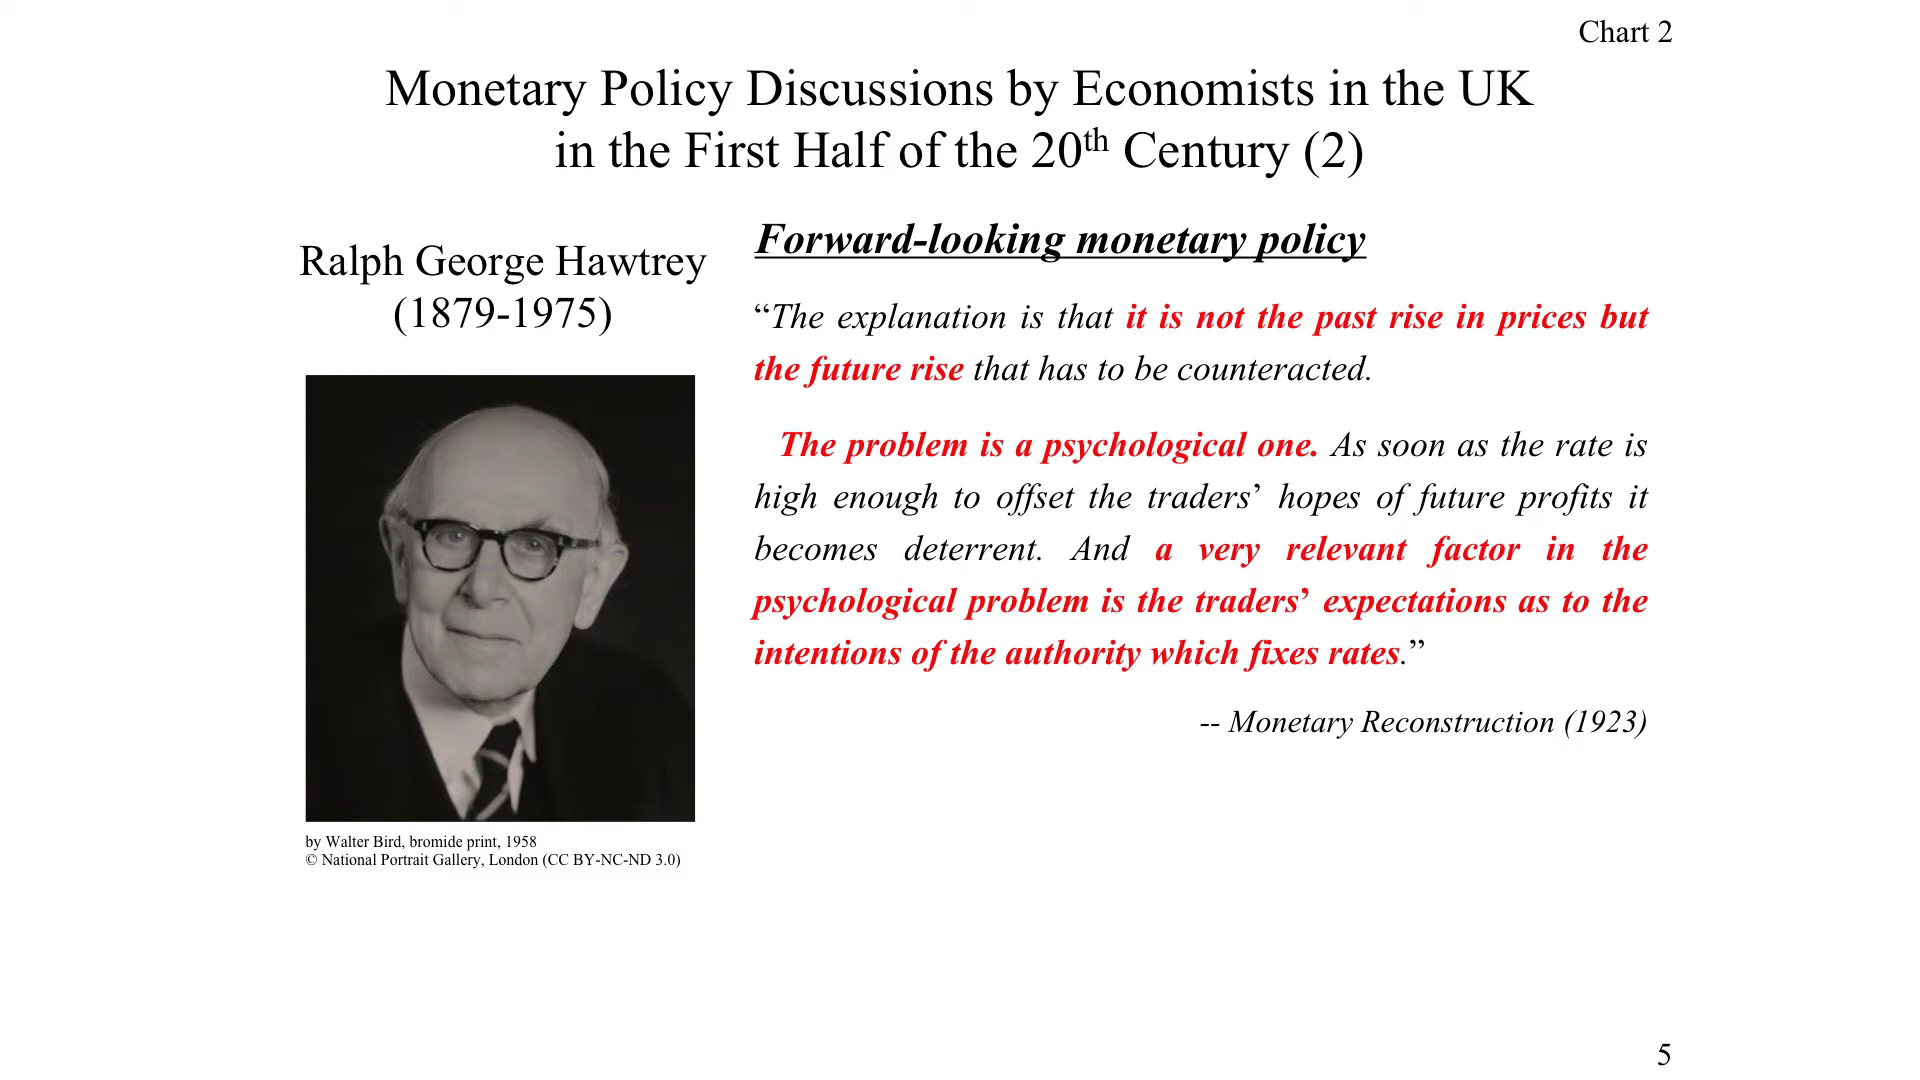 Chart 2
Monetary Policy Discussions by Economists in the UK
in the First Half of the 20th Century (2)
Ralph George Hawtrey
(1879-1975)
by Walter Bird, bromide print, 1958
© National Portrait Gallery, London (CC BY-NC-ND 3.0)
Forward-looking monetary policy
“The explanation is that it is not the past rise in prices but
the future rise that has to be counteracted.
The problem is a psychological one. As soon as the rate is
high enough to offset the traders’ hopes of future profits it
becomes deterrent. And a very relevant factor in the
psychological problem is the traders’ expectations as to the
intentions of the authority which fixes rates.”
-- Monetary Reconstruction (1923)
5